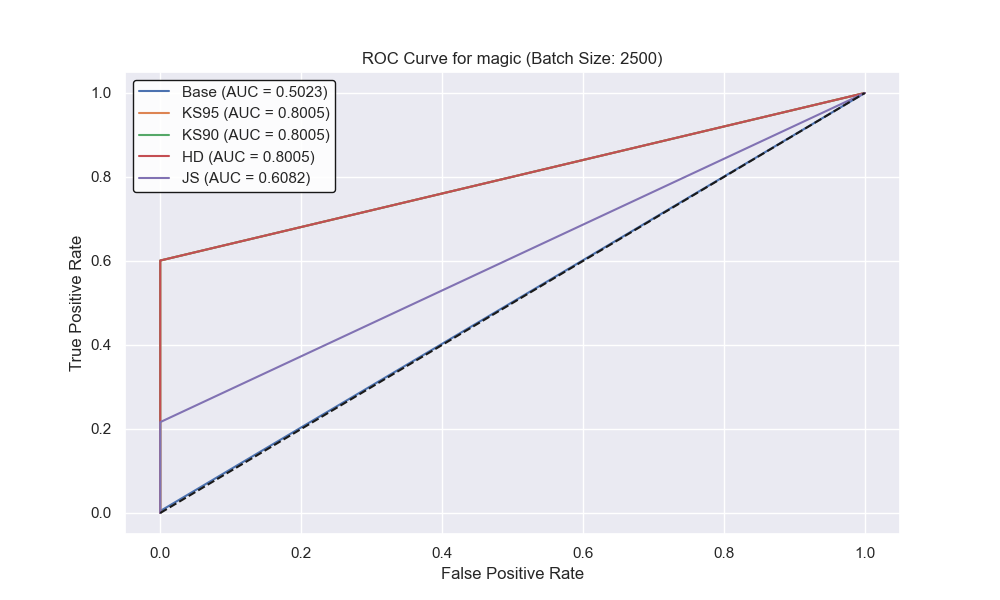 ROC Curve for magic (Batch Size: 2500)
Base (AUC = 0.5023)
KS95 (AUC = 0.8005)
KS90 (AUC = 0.8005)
HD (AUC = 0.8005)
JS (AUC = 0.6082)
True Positive Rate
1.0
0.8
0.6
0.4
0.2
0.0
0.0 0.2 0.4 0.6 0.8 1.0
False Positive Rate